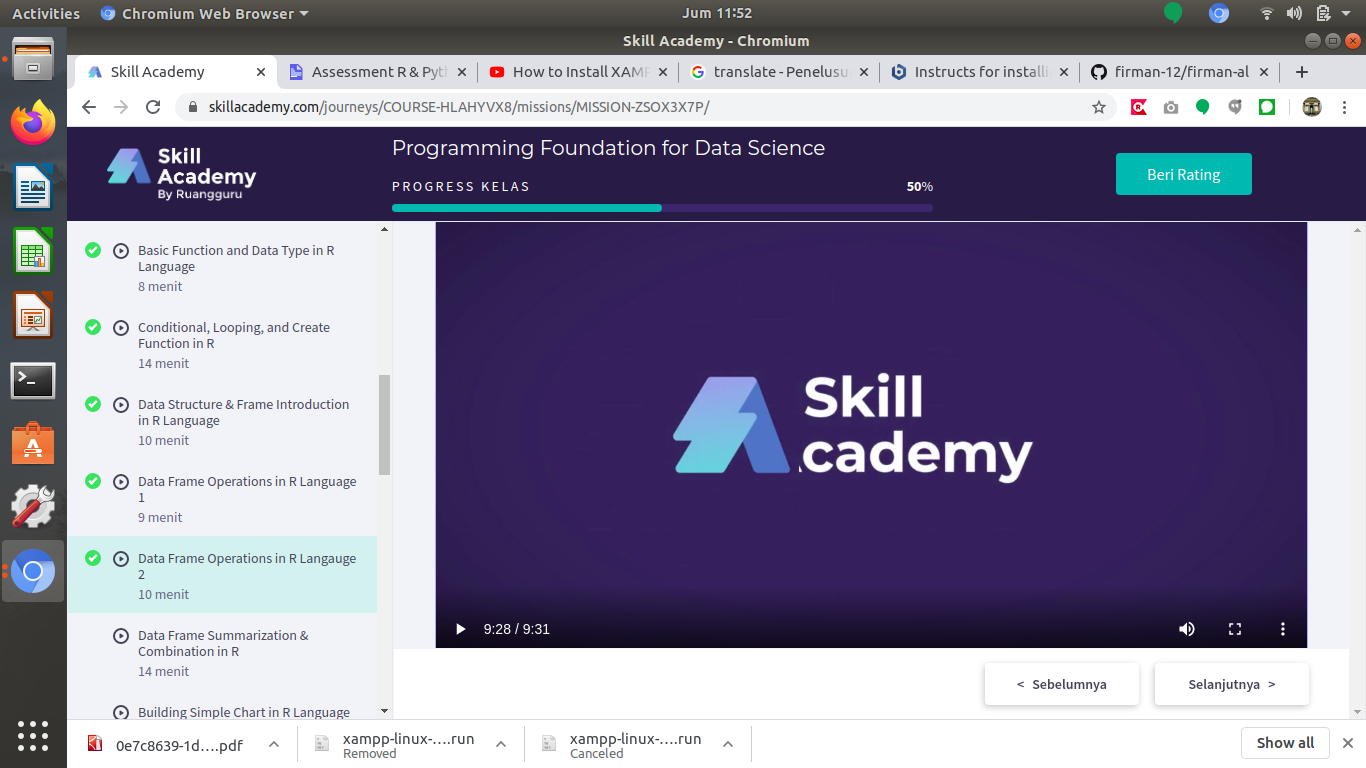 Activities
Chromium Web Browser
Jum 11:52
Skill Academy - Chromium
Skill Academy
Assessment R & Pyt
How to Install XAMP
translate - Penelusu
Instructs for installi
firman-12/firman-al
skillacademy.com/journeys/COURSE-HLAHYVX8/missions/MISSION-ZSOX3X7P/
Skill
Academy
By Ruangguru
Programming Foundation for Data Science
PROGRESS KELAS
50%
Beri Rating
Basic Function and Data Type in R
Language
8 menit
Conditional, Looping, and Create
Function in R
14 menit
Data Structure & Frame Introduction
in R Language
10 menit
Data Frame Operations in R Language
1
9 menit
Data Frame Operations in R Langauge
2
10 menit
Data Frame Summarization &
Combination in R
14 menit
Building Simple Chart in R Language
Skill
cademy
9:28 / 9:31
< Sebelumnya
Selanjutnya >
0e7c8639-1d....pdf
xampp-linux-....run
Removed
xampp-linux-....run
Canceled
Show all